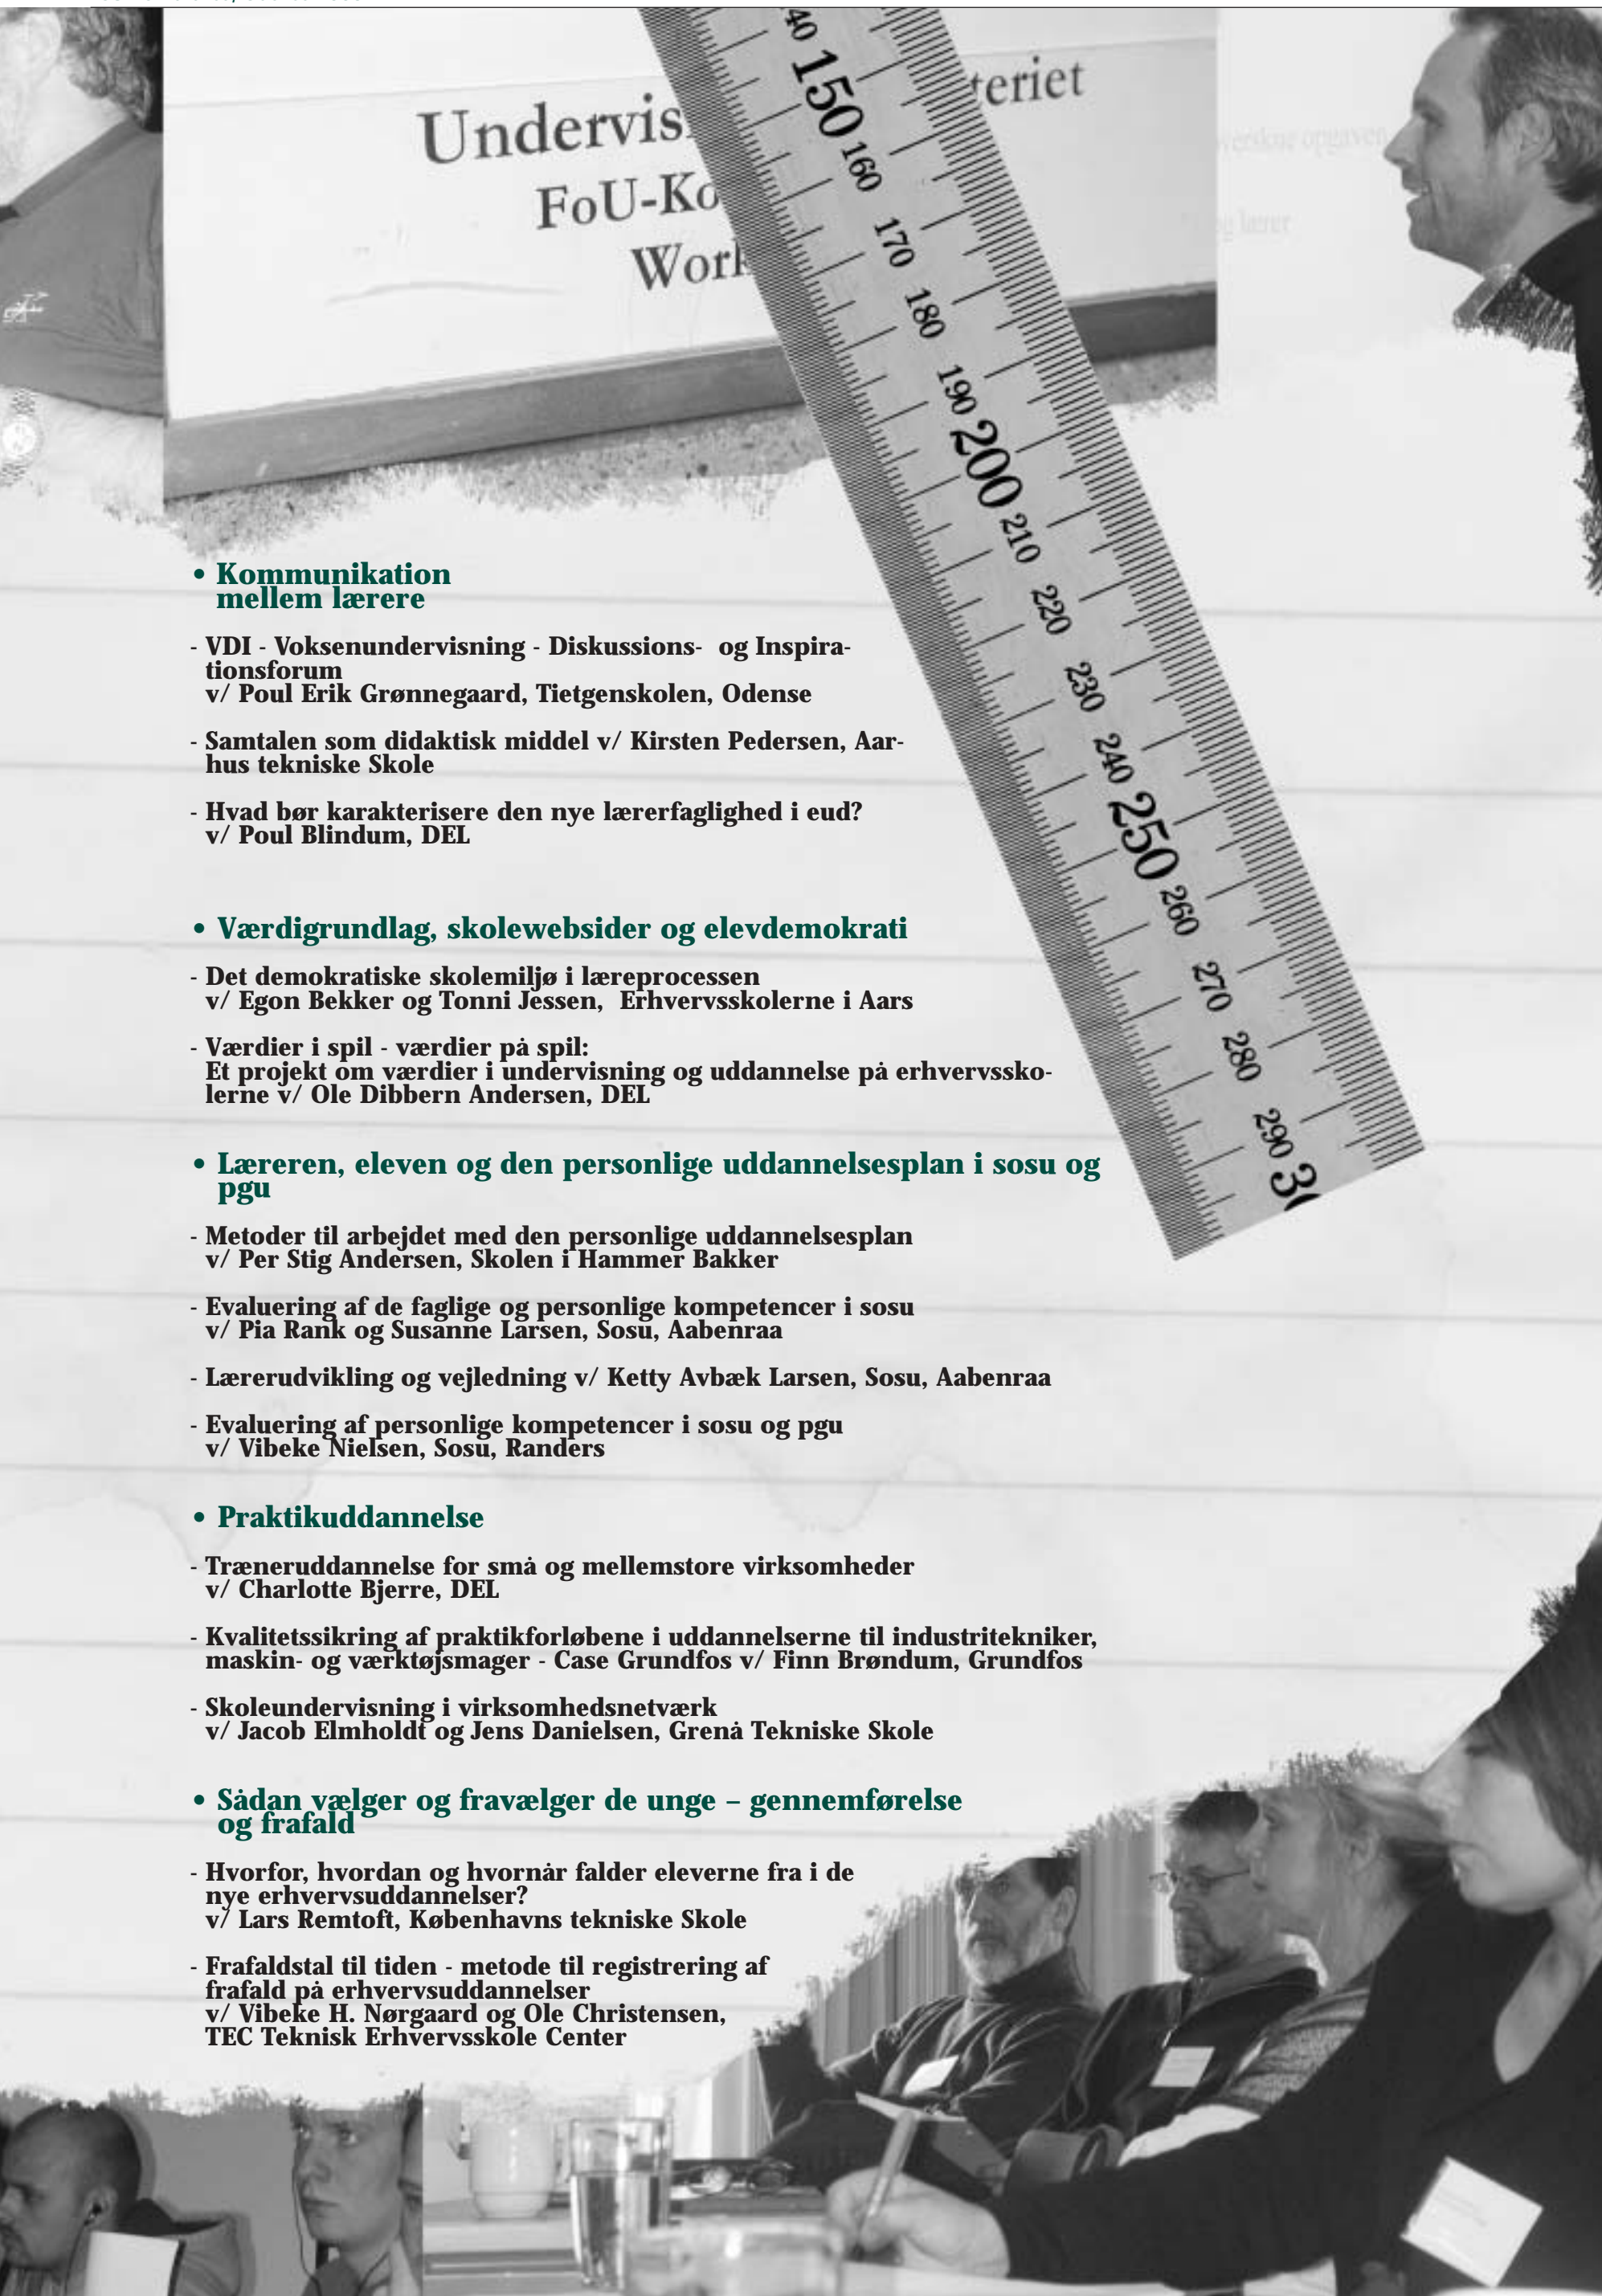 Undervis
teriet
FoU-Ko
Work
40
150
160
170
180
190
200
210
220
230
240
250
260
270
280
290
• Kommunikation
mellem lærere
- VDI - Voksenundervisning - Diskussions- og Inspira-
tionsforum
v/ Poul Erik Grønnegaard, Tietgenskolen, Odense
- Samtalen som didaktisk middel v/ Kirsten Pedersen, Aar-
hus tekniske Skole
- Hvad bør karakterisere den nye lærerfaglighed i eud?
v/ Poul Blindum, DEL
• Værdigrundlag, skolewebsider og elevdemokrati
- Det demokratiske skolemiljø i læreprocessen
v/ Egon Bekker og Tonni Jessen, Erhvervsskolerne i Aars
- Værdier i spil - værdier på spil:
Et projekt om værdier i undervisning og uddannelse på erhvervssko-
lerne v/ Ole Dibbern Andersen, DEL
• Læreren, eleven og den personlige uddannelsesplan i sosu og
pgu
- Metoder til arbejdet med den personlige uddannelsesplan
v/ Per Stig Andersen, Skolen i Hammer Bakker
- Evaluering af de faglige og personlige kompetencer i sosu
v/ Pia Rank og Susanne Larsen, Sosu, Aabenraa
- Lærerudvikling og vejledning v/ Ketty Avbæk Larsen, Sosu, Aabenraa
- Evaluering af personlige kompetencer i sosu og pgu
v/ Vibeke Nielsen, Sosu, Randers
• Praktikuddannelse
- Træneruddannelse for små og mellemstore virksomheder
v/ Charlotte Bjerre, DEL
- Kvalitetssikring af praktikforløbene i uddannelserne til industritekniker,
maskin- og værktøjsmager - Case Grundfos v/ Finn Brøndum, Grundfos
- Skoleundervisning i virksomhedsnetværk
v/ Jacob Elmholdt og Jens Danielsen, Grenå Tekniske Skole
• Sådan vælger og fravælger de unge – gennemførelse
og frafald
- Hvorfor, hvordan og hvornår falder eleverne fra i de
nye erhvervsuddannelser?
v/ Lars Remtoft, Københavns tekniske Skole
- Frafaldstal til tiden - metode til registrering af
frafald på erhvervsuddannelser
v/ Vibeke H. Nørgaard og Ole Christensen,
TEC Teknisk Erhvervsskole Center